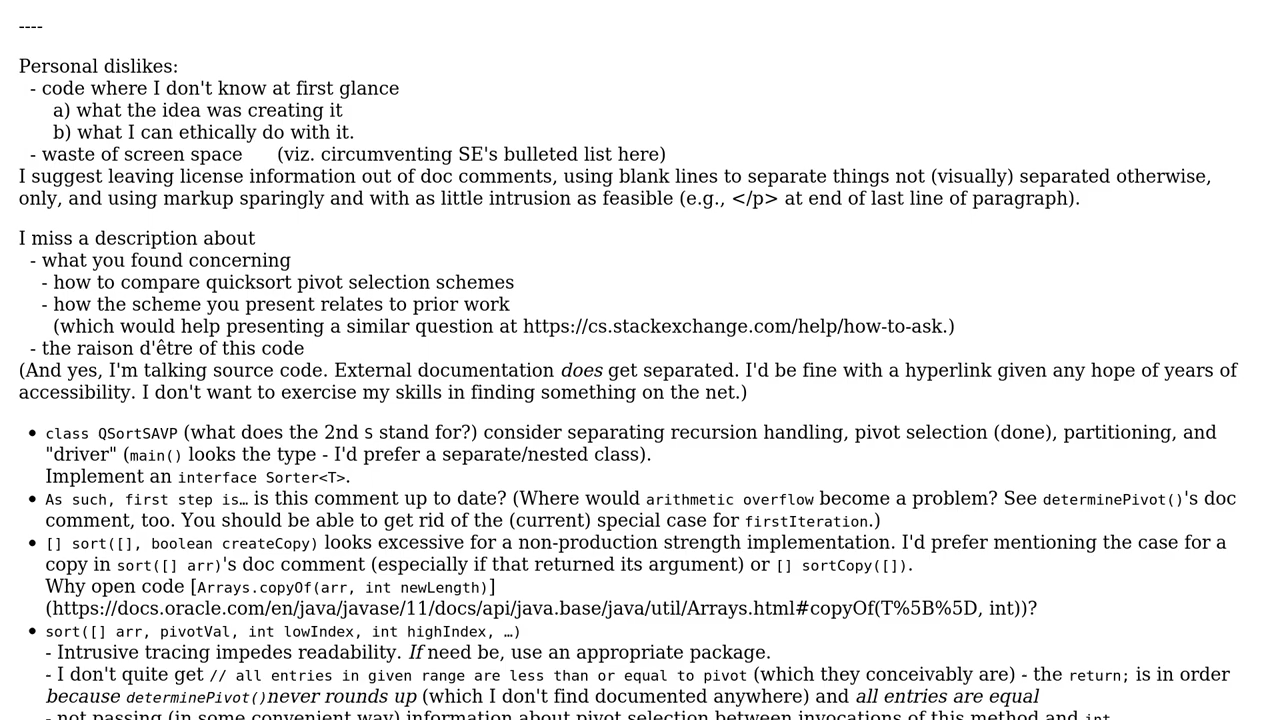 ----
Personal dislikes:
- code where I don't know at first glance
a) what the idea was creating it
b) what I can ethically do with it.
- waste of screen space (viz. circumventing SE's bulleted list here)
I suggest leaving license information out of doc comments, using blank lines to separate things not (visually) separated otherwise,
only, and using markup sparingly and with as little intrusion as feasible (e.g., </p> at end of last line of paragraph).
I miss a description about
- what you found concerning
- how to compare quicksort pivot selection schemes
- how the scheme you present relates to prior work
(which would help presenting a similar question at https://cs.stackexchange.com/help/how-to-ask.)
- the raison d'être of this code
(And yes, I'm talking source code. External documentation does get separated. I'd be fine with a hyperlink given any hope of years of
accessibility. I don't want to exercise my skills in finding something on the net.)
• class QSortSAVP (what does the 2nd S stand for?) consider separating recursion handling, pivot selection (done), partitioning, and
"driver" (main() looks the type - I'd prefer a separate/nested class).
Implement an interface Sorter<T>.
• As such, first step is… is this comment up to date? (Where would arithmetic overflow become a problem? See determinePivot()'s doc
comment, too. You should be able to get rid of the (current) special case for firstIteration.)
• [] sort([], boolean createCopy) looks excessive for a non-production strength implementation. I'd prefer mentioning the case for a
copy in sort([] arr)'s doc comment (especially if that returned its argument) or [] sortCopy([]).
Why open code [Arrays.copyOf(arr, int newLength)]
(https://docs.oracle.com/en/java/javase/11/docs/api/java.base/java/util/Arrays.html#copyOf(T%5B%5D, int))?
• sort([] arr, pivotVal, int lowIndex, int highIndex, …)
- Intrusive tracing impedes readability. If need be, use an appropriate package.
- I don't quite get // all entries in given range are less than or equal to pivot (which they conceivably are) - the return; is in order
because determinePivot()never rounds up (which I don't find documented anywhere) and all entries are equal
- not passing (in some convenient way) information about pivot selection between invocations of this method and int